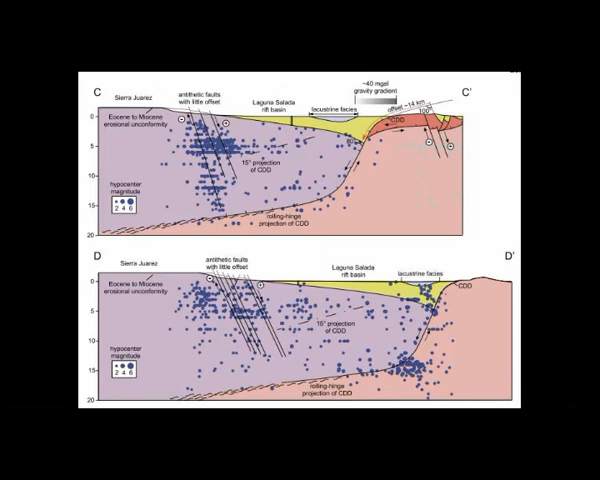 ~40 mgal
gravity gradient
C
C'
Sierra Juarez
antithetic faults
with little offset
Laguna Salada
rift basin
lacustrine facies
offset ~14 km
100°
CDD
Eocene to Miocene
erosional unconformity
0
5
10
15
20
15° projection
of CDD
hypocenter
magnitude
2 4 6
rolling-hinge
projection of CDD
D
D'
Sierra Juarez
antithetic faults
with little offset
Laguna Salada
rift basin
lacustrine facies
CDD
Eocene to Miocene
erosional unconformity
0
5
10
15
20
15° projection
of CDD
hypocenter
magnitude
2 4 6
rolling-hinge
projection of CDD